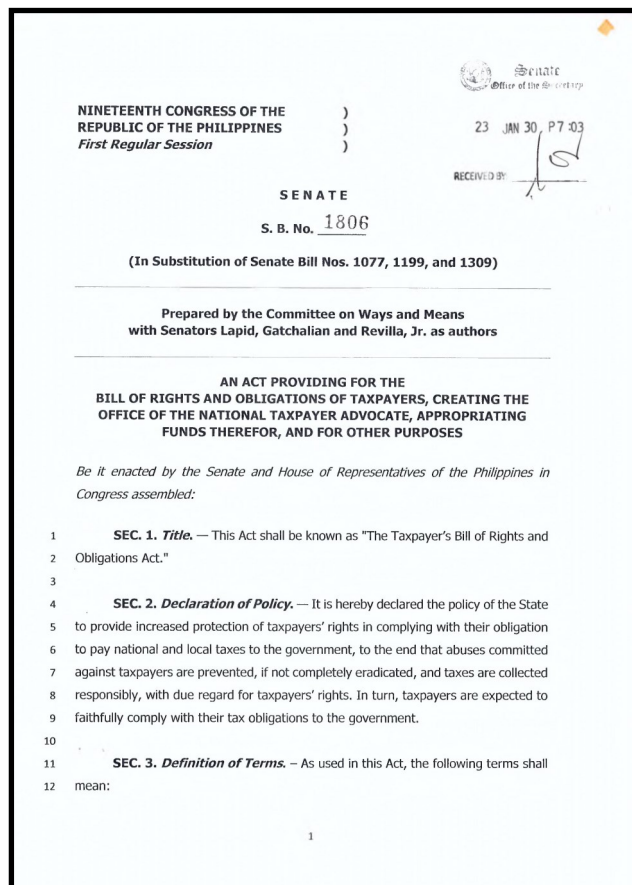 Senate
Office of the Secretary
NINETEENTH CONGRESS OF THE )
REPUBLIC OF THE PHILIPPINES )
First Regular Session )
23 JAN 30 P7:03
RECEIVED BY
SENATE
S. B. No. 1806
(In Substitution of Senate Bill Nos. 1077, 1199, and 1309)
Prepared by the Committee on Ways and Means
with Senators Lapid, Gatchalian and Revilla, Jr. as authors
AN ACT PROVIDING FOR THE
BILL OF RIGHTS AND OBLIGATIONS OF TAXPAYERS, CREATING THE
OFFICE OF THE NATIONAL TAXPAYER ADVOCATE, APPROPRIATING
FUNDS THEREFOR, AND FOR OTHER PURPOSES
Be it enacted by the Senate and House of Representatives of the Philippines in
Congress assembled:
1 SEC. 1. Title. — This Act shall be known as "The Taxpayer's Bill of Rights and
2 Obligations Act."
3
4 SEC. 2. Declaration of Policy. — It is hereby declared the policy of the State
5 to provide increased protection of taxpayers' rights in complying with their obligation
6 to pay national and local taxes to the government, to the end that abuses committed
7 against taxpayers are prevented, if not completely eradicated, and taxes are collected
8 responsibly, with due regard for taxpayers' rights. In turn, taxpayers are expected to
9 faithfully comply with their tax obligations to the government.
10
11 SEC. 3. Definition of Terms. – As used in this Act, the following terms shall
12 mean:
1